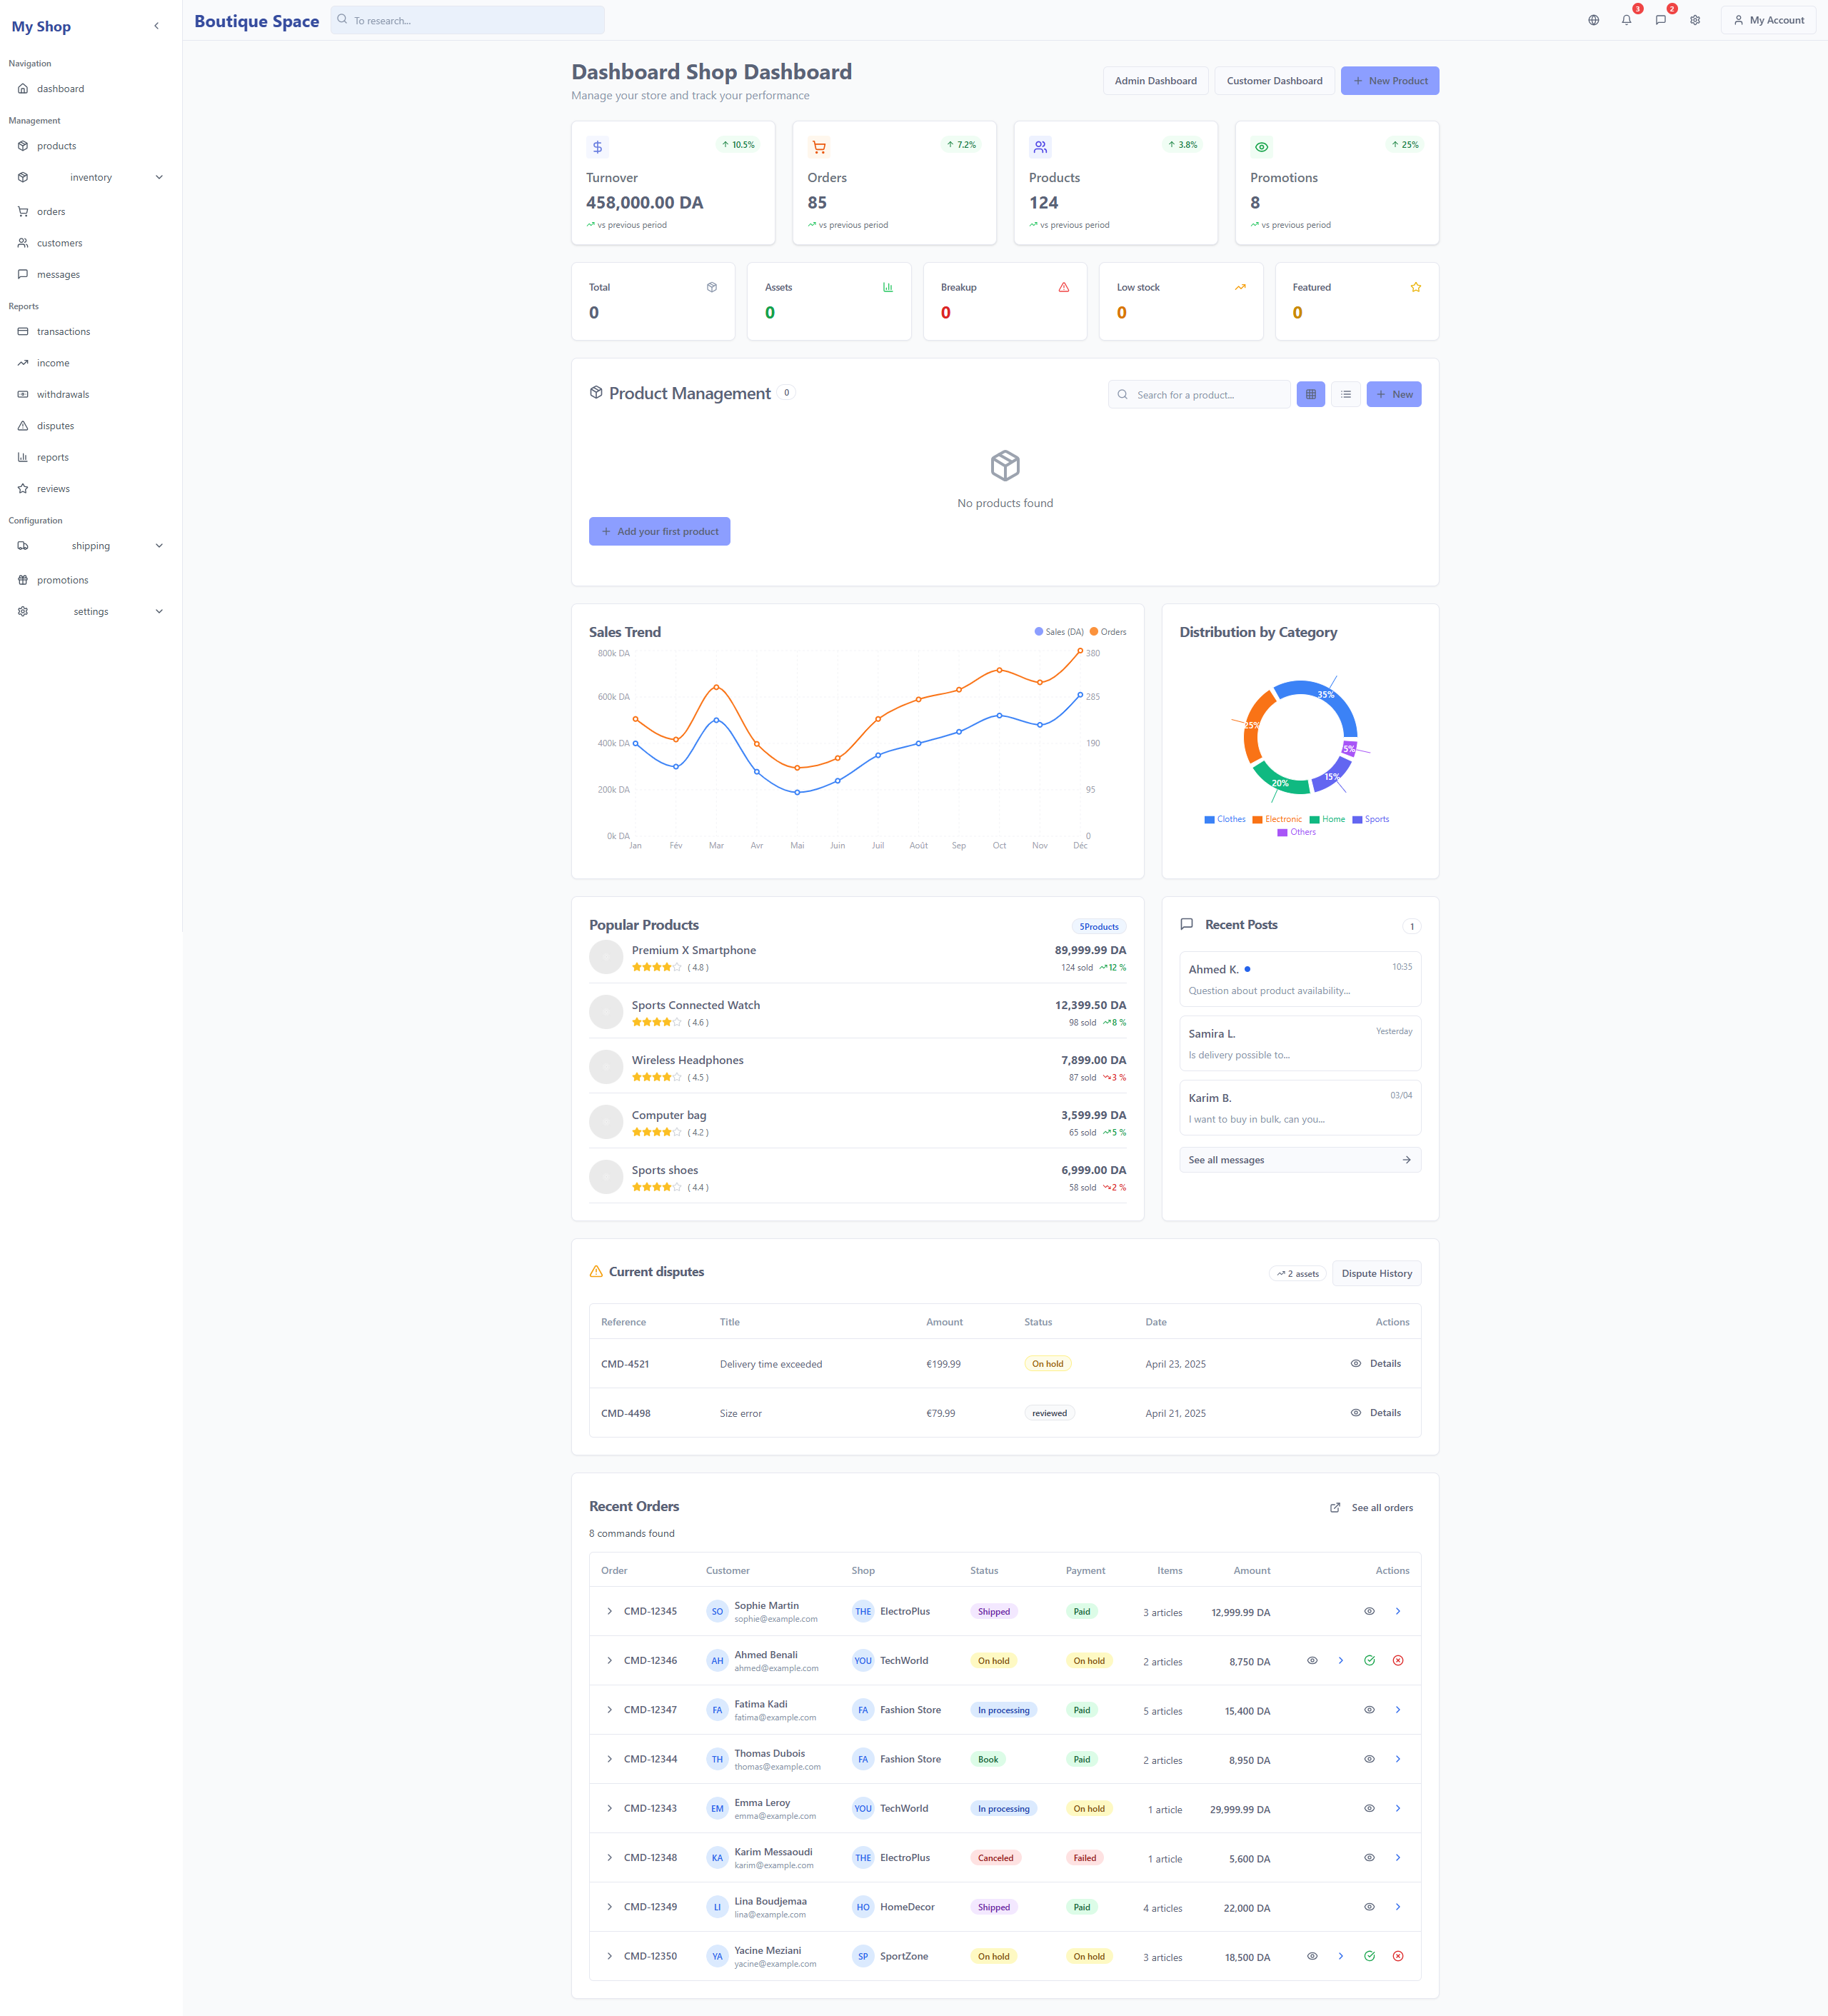 My Shop
Navigation
dashboard
Management
products
inventory
orders
customers
messages
Reports
transactions
income
withdrawals
disputes
reports
reviews
Configuration
shipping
promotions
settings
Boutique Space
To research...
3
2
My Account
Dashboard Shop Dashboard
Manage your store and track your performance
Admin Dashboard
Customer Dashboard
New Product
10.5%
Turnover
458,000.00 DA
vs previous period
7.2%
Orders
85
vs previous period
3.8%
Products
124
vs previous period
25%
Promotions
8
vs previous period
Total
0
Assets
0
Breakup
0
Low stock
0
Featured
0
Product Management 0
Search for a product...
New
No products found
Add your first product
Sales Trend
Sales (DA) Orders
800k DA
600k DA
400k DA
200k DA
0k DA
380
285
190
95
0
Jan Fév Mar Avr Mai Juin Juil Août Sep Oct Nov Déc
Distribution by Category
35%
25%
5%
15%
20%
Clothes Electronic Home Sports
Others
Popular Products 5Products
Premium X Smartphone 89,999.99 DA
( 4.8 ) 124 sold 12 %
Sports Connected Watch 12,399.50 DA
( 4.6 ) 98 sold 8 %
Wireless Headphones 7,899.00 DA
( 4.5 ) 87 sold 3 %
Computer bag 3,599.99 DA
( 4.2 ) 65 sold 5 %
Sports shoes 6,999.00 DA
( 4.4 ) 58 sold 2 %
Recent Posts 1
Ahmed K. 10:35
Question about product availability...
Samira L. Yesterday
Is delivery possible to...
Karim B. 03/04
I want to buy in bulk, can you...
See all messages
Current disputes
2 assets
Dispute History
Reference Title Amount Status Date Actions
CMD-4521 Delivery time exceeded €199.99 On hold April 23, 2025 Details
CMD-4498 Size error €79.99 reviewed April 21, 2025 Details
Recent Orders
See all orders
8 commands found
Order Customer Shop Status Payment Items Amount Actions
CMD-12345 SO Sophie Martin THE ElectroPlus Shipped Paid 3 articles 12,999.99 DA
sophie@example.com
CMD-12346 AH Ahmed Benali YOU TechWorld On hold On hold 2 articles 8,750 DA
ahmed@example.com
CMD-12347 FA Fatima Kadi FA Fashion Store In processing Paid 5 articles 15,400 DA
fatima@example.com
CMD-12344 TH Thomas Dubois FA Fashion Store Book Paid 2 articles 8,950 DA
thomas@example.com
CMD-12343 EM Emma Leroy YOU TechWorld In processing On hold 1 article 29,999.99 DA
emma@example.com
CMD-12348 KA Karim Messaoudi THE ElectroPlus Canceled Failed 1 article 5,600 DA
karim@example.com
CMD-12349 LI Lina Boudjemaa HO HomeDecor Shipped Paid 4 articles 22,000 DA
lina@example.com
CMD-12350 YA Yacine Meziani SP SportZone On hold On hold 3 articles 18,500 DA
yacine@example.com